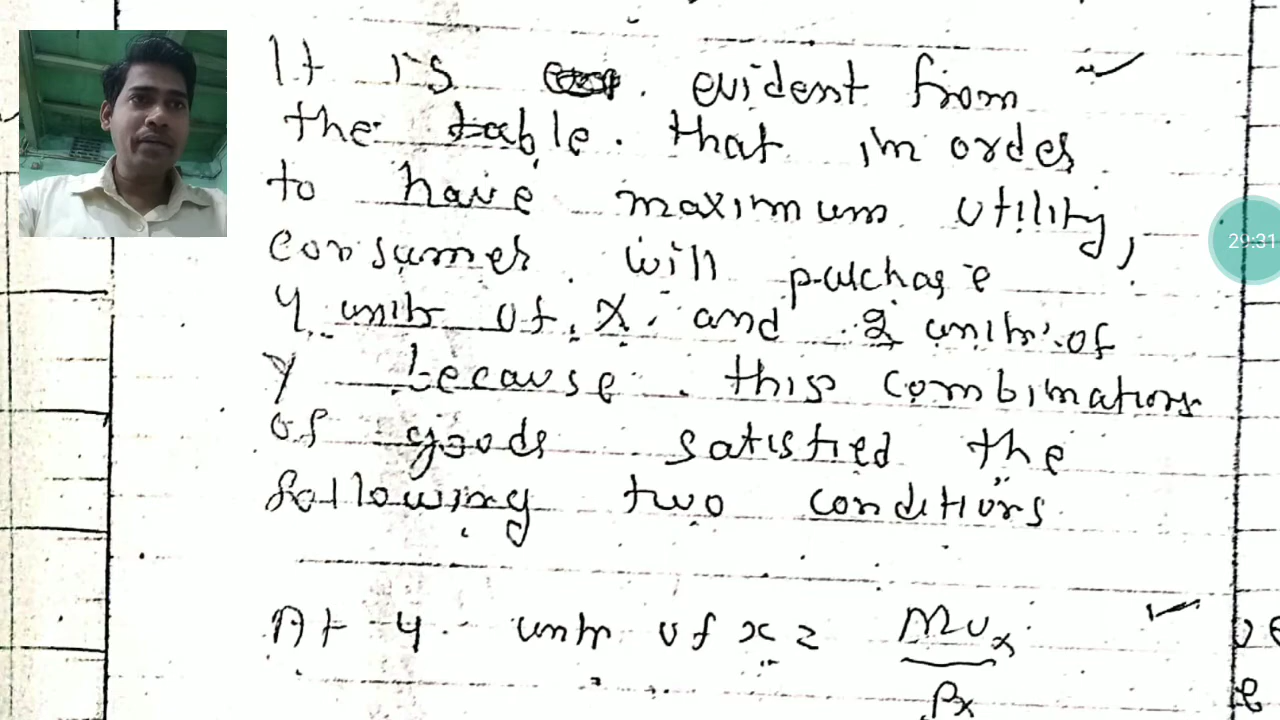 It is evident from
the table. that in order
to have maximum utility,
consumer will purchase
4 units of X and 2 units of
Y because this combination
of goods satisfied the
following two conditions
At 4 units of x = MUx
Px
29:31